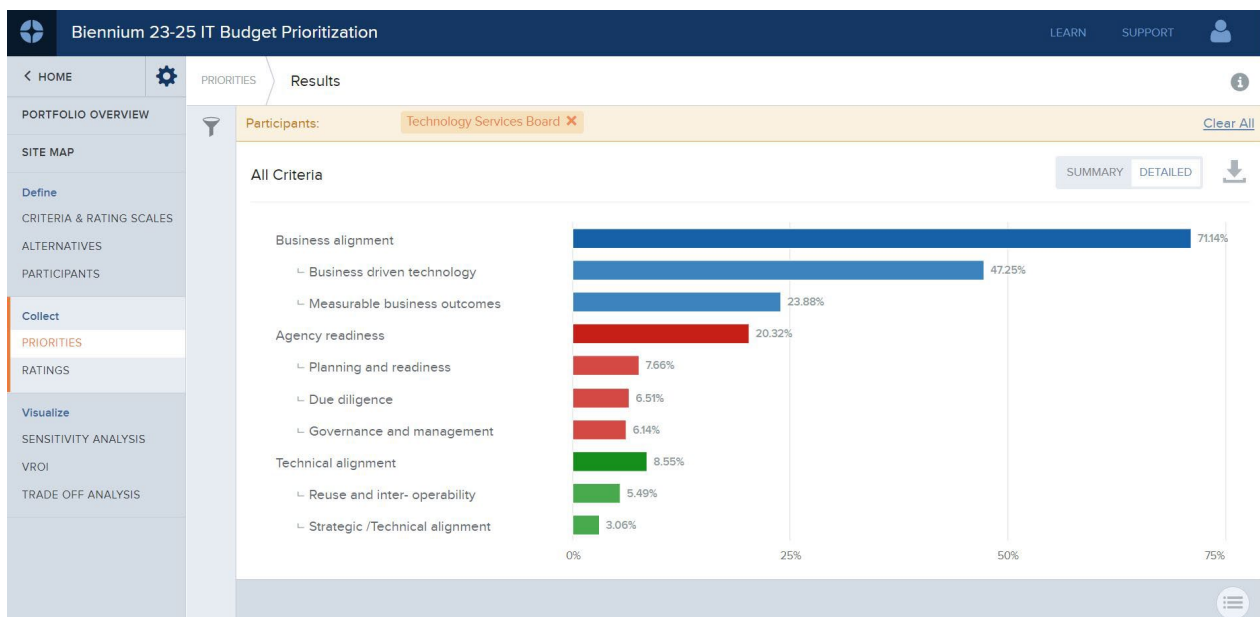 Biennium 23-25 IT Budget Prioritization
LEARN
SUPPORT
HOME
PRIORITIES
Results
PORTFOLIO OVERVIEW
SITE MAP
Define
CRITERIA & RATING SCALES
ALTERNATIVES
PARTICIPANTS
Collect
PRIORITIES
RATINGS
Visualize
SENSITIVITY ANALYSIS
VROI
TRADE OFF ANALYSIS
Participants:
Technology Services Board
Clear All
All Criteria
SUMMARY
DETAILED
Business alignment 71.14%
Business driven technology 47.25%
Measurable business outcomes 23.88%
Agency readiness 20.32%
Planning and readiness 7.66%
Due diligence 6.51%
Governance and management 6.14%
Technical alignment 8.55%
Reuse and inter- operability 5.49%
Strategic /Technical alignment 3.06%
0% 25% 50% 75%